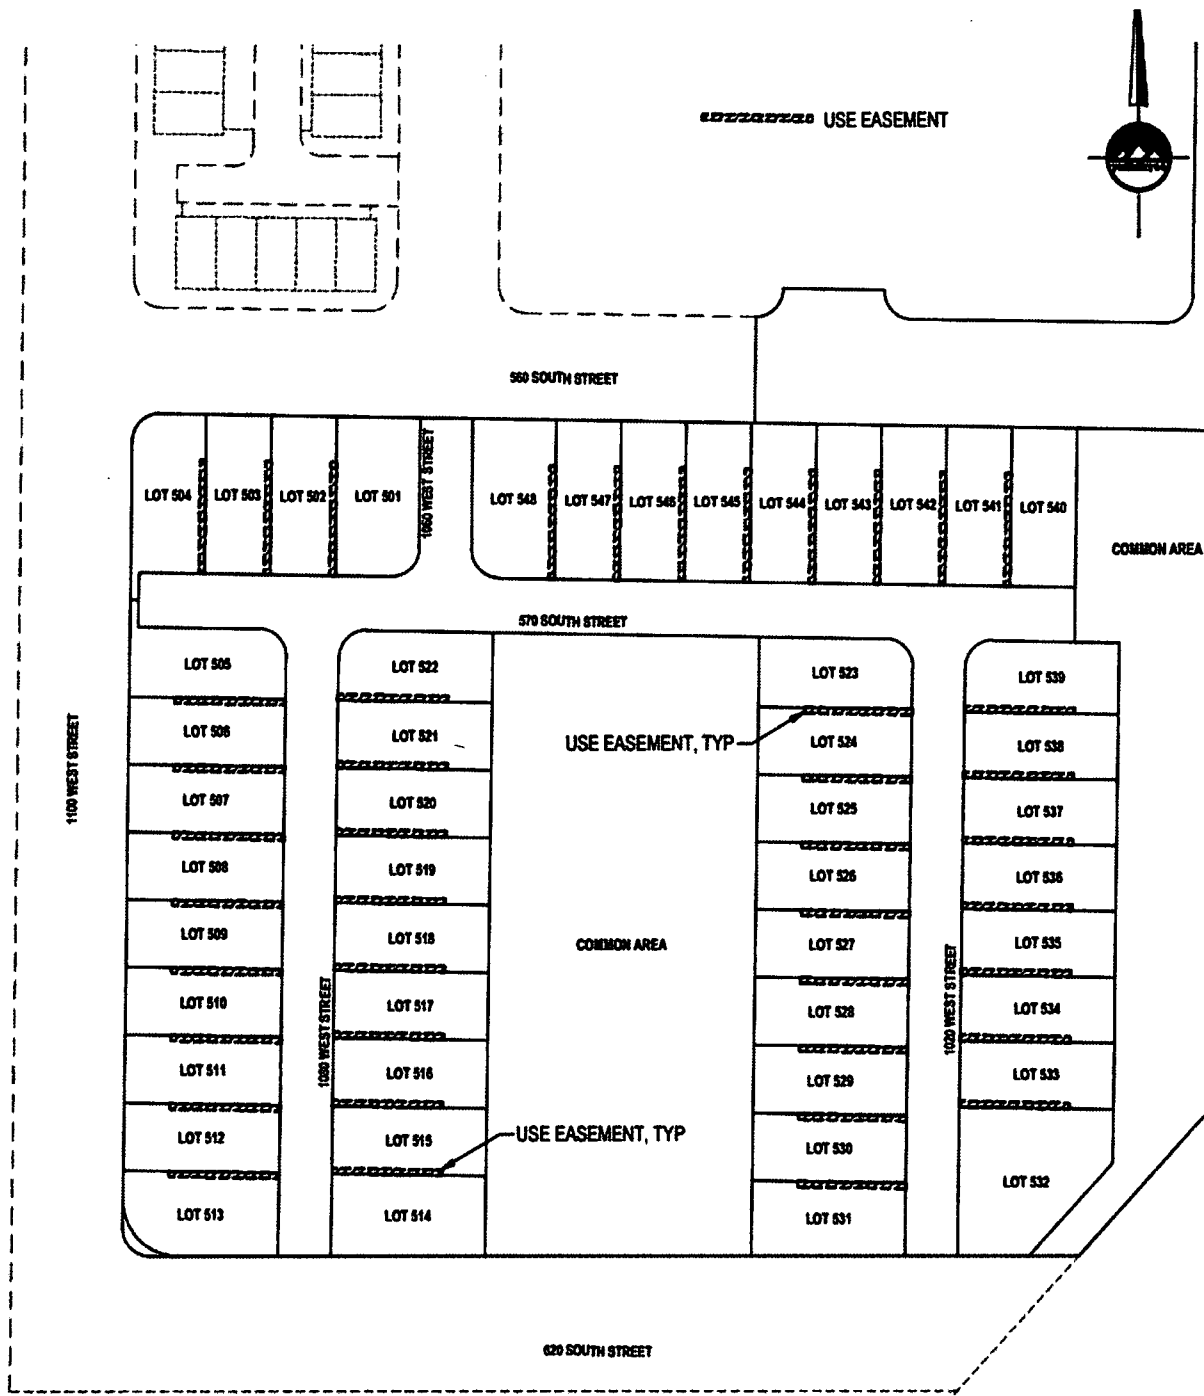 USE EASEMENT
560 SOUTH STREET
LOT 504
LOT 503
LOT 502
LOT 501
1060 WEST STREET
LOT 548
LOT 547
LOT 546
LOT 545
LOT 544
LOT 543
LOT 542
LOT 541
LOT 540
COMMON AREA
570 SOUTH STREET
LOT 505
LOT 522
LOT 523
LOT 539
LOT 506
LOT 521
USE EASEMENT, TYP
LOT 524
LOT 538
1100 WEST STREET
LOT 507
LOT 520
LOT 525
LOT 537
LOT 508
LOT 519
LOT 526
LOT 536
LOT 509
LOT 518
COMMON AREA
LOT 527
LOT 535
LOT 510
1080 WEST STREET
LOT 517
LOT 528
1020 WEST STREET
LOT 534
LOT 511
LOT 516
LOT 529
LOT 533
LOT 512
LOT 515
USE EASEMENT, TYP
LOT 530
LOT 513
LOT 514
LOT 531
LOT 532
620 SOUTH STREET